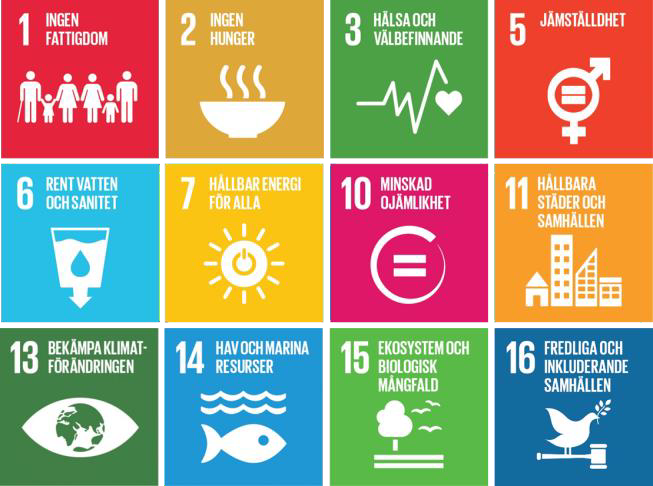 1 INGEN
FATTIGDOM
2 INGEN
HUNGER
3 HÄLSA OCH
VÄLBEFINNANDE
5 JÄMSTÄLLDHET
6 RENT VATTEN
OCH SANITET
7 HÅLLBAR ENERGI
FÖR ALLA
10 MINSKAD
OJÄMLIKHET
11 HÅLLBARA
STÄDER OCH
SAMHÄLLEN
13 BEKÄMPA KLIMAT-
FÖRÄNDRINGEN
14 HAV OCH MARINA
RESURSER
15 EKOSYSTEM OCH
BIOLOGISK
MÅNGFALD
16 FREDLIGA OCH
INKLUDERANDE
SAMHÄLLEN